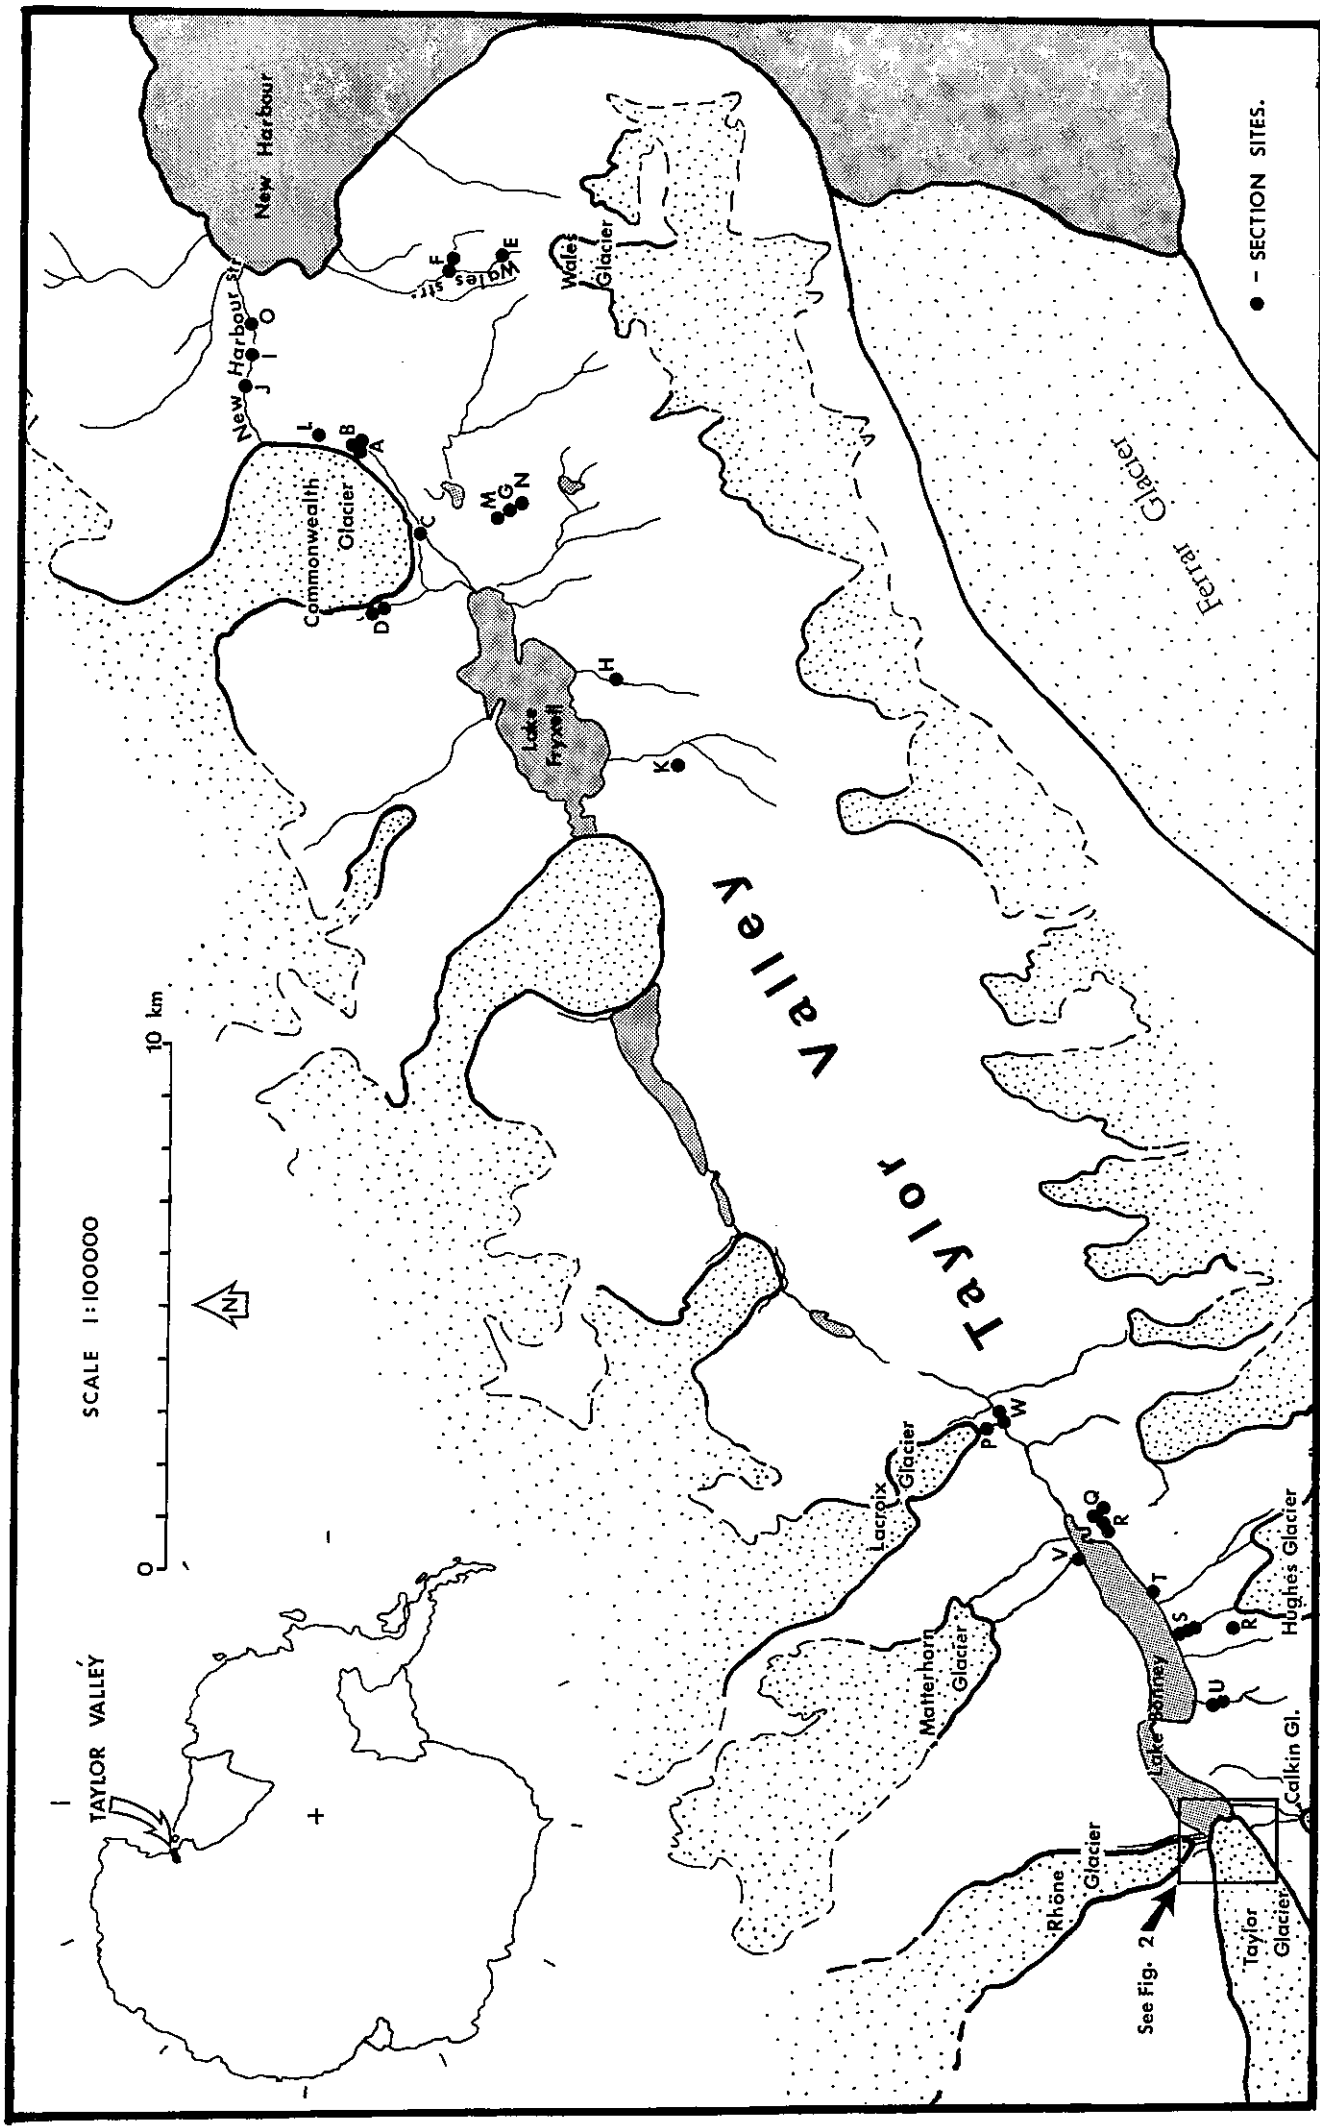 TAYLOR VALLEY
SCALE 1:100000
0
10 km
N
New Harbour
New Harbour str.
J
I
O
L
B
A
Commonwealth
Glacier
C
D
M
G
N
F
E
Wales str.
Wales
Glacier
H
K
Lake
Fryxell
Taylor Valley
Ferrar Glacier
● – SECTION SITES.
Lacroix
Glacier
P
W
Q
R
V
T
S
R
U
Matterhorn
Glacier
Lake Bonney
Hughes Glacier
Calkin Gl.
Rhône
Glacier
Taylor
Glacier
See Fig. 2